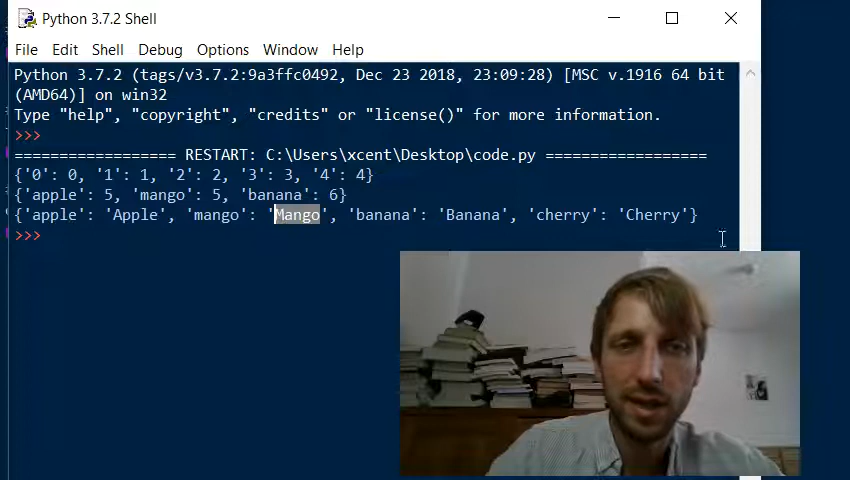 Python 3.7.2 Shell
File Edit Shell Debug Options Window Help
Python 3.7.2 (tags/v3.7.2:9a3ffc0492, Dec 23 2018, 23:09:28) [MSC v.1916 64 bit
(AMD64)] on win32
Type "help", "copyright", "credits" or "license()" for more information.
>>>
================== RESTART: C:\Users\xcent\Desktop\code.py ==================
{'0': 0, '1': 1, '2': 2, '3': 3, '4': 4}
{'apple': 5, 'mango': 5, 'banana': 6}
{'apple': 'Apple', 'mango': 'Mango', 'banana': 'Banana', 'cherry': 'Cherry'}
>>>